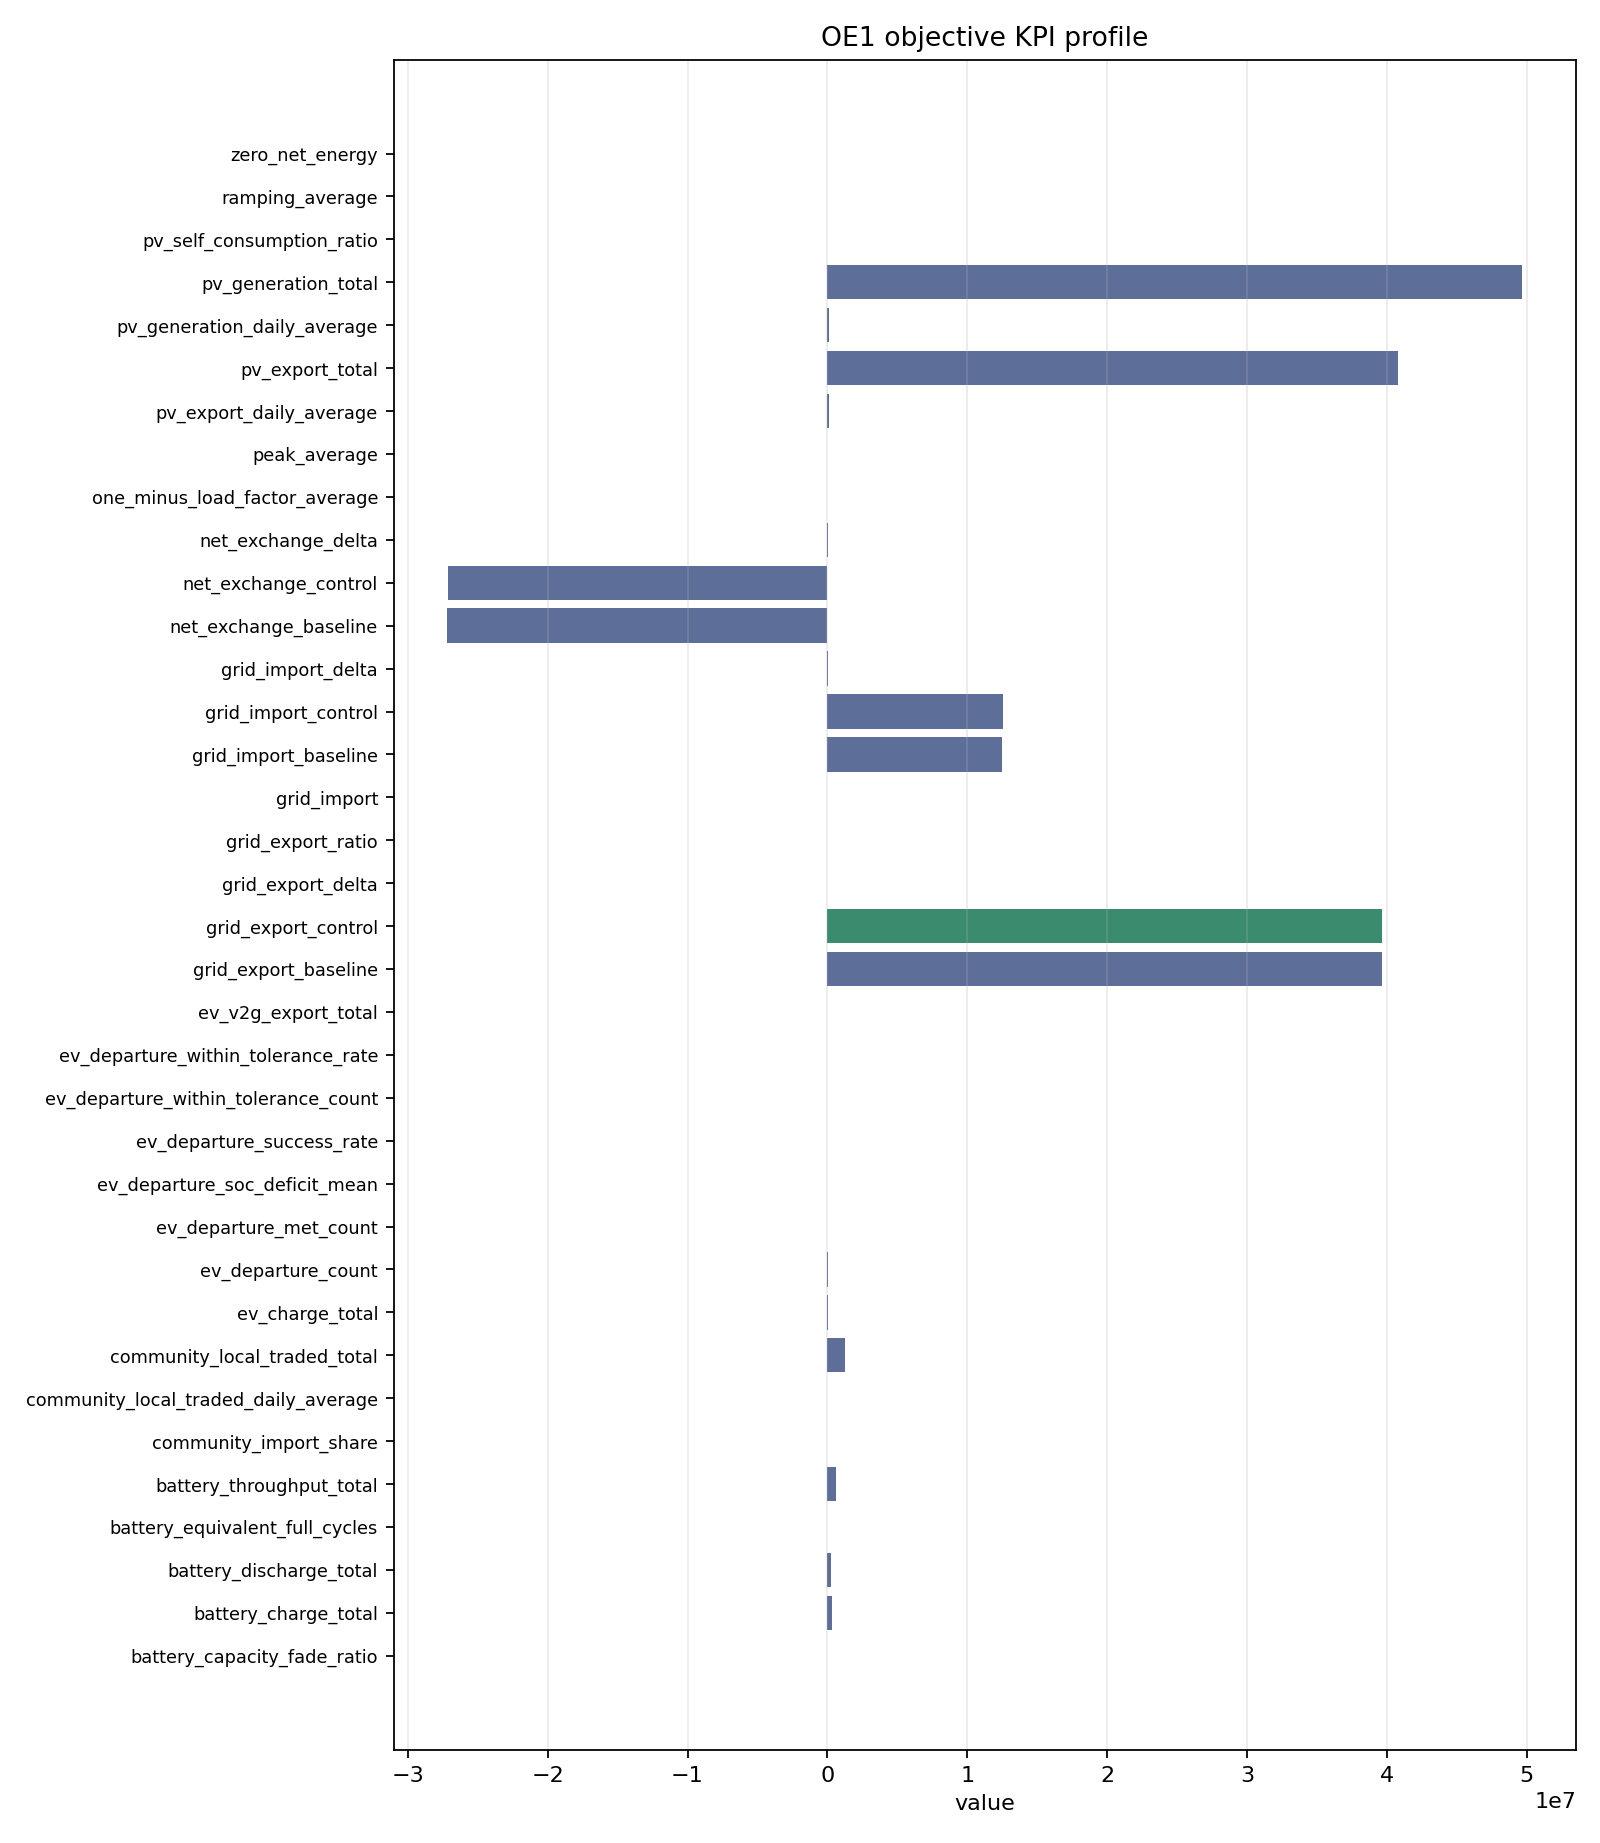 OE1 objective KPI profile
zero_net_energy
ramping_average
pv_self_consumption_ratio
pv_generation_total
pv_generation_daily_average
pv_export_total
pv_export_daily_average
peak_average
one_minus_load_factor_average
net_exchange_delta
net_exchange_control
net_exchange_baseline
grid_import_delta
grid_import_control
grid_import_baseline
grid_import
grid_export_ratio
grid_export_delta
grid_export_control
grid_export_baseline
ev_v2g_export_total
ev_departure_within_tolerance_rate
ev_departure_within_tolerance_count
ev_departure_success_rate
ev_departure_soc_deficit_mean
ev_departure_met_count
ev_departure_count
ev_charge_total
community_local_traded_total
community_local_traded_daily_average
community_import_share
battery_throughput_total
battery_equivalent_full_cycles
battery_discharge_total
battery_charge_total
battery_capacity_fade_ratio
−3 −2 −1 0 1 2 3 4 5
value
1e7